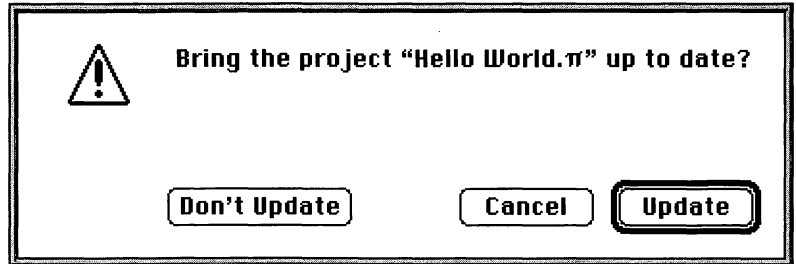 Bring the project “Hello World.π” up to date?
Don't Update Cancel Update